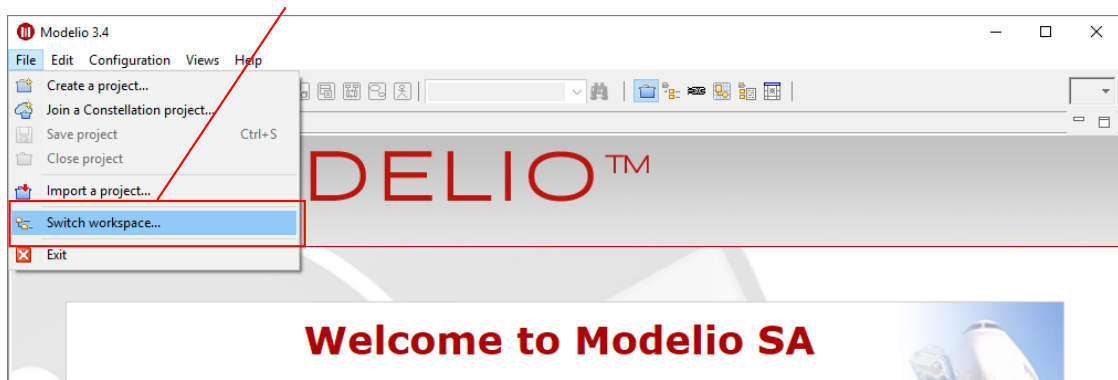 Modelio 3.4
File Edit Configuration Views Help
Create a project...
Join a Constellation project...
Save project Ctrl+S
Close project
Import a project...
Switch workspace...
Exit
DELIO™
Welcome to Modelio SA